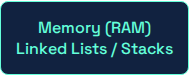 Memory (RAM)
Linked Lists / Stacks